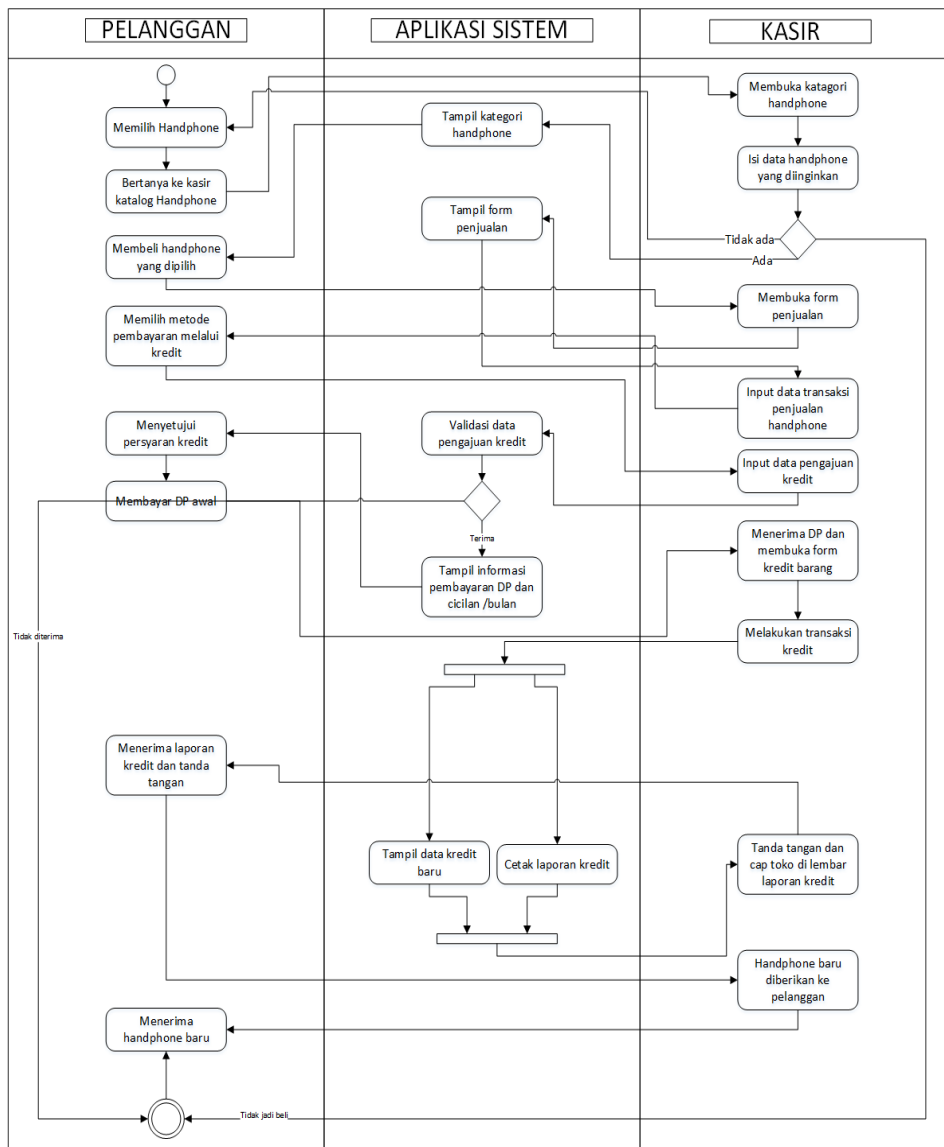 PELANGGAN
APLIKASI SISTEM
KASIR
Membuka katagori
handphone
Memilih Handphone
Tampil kategori
handphone
Isi data handphone
yang diinginkan
Bertanya ke kasir
katalog Handphone
Tampil form
penjualan
Tidak ada
Ada
Membeli handphone
yang dipilih
Membuka form
penjualan
Memilih metode
pembayaran melalui
kredit
Input data transaksi
penjualan
handphone
Menyetujui
persyaran kredit
Validasi data
pengajuan kredit
Input data pengajuan
kredit
Membayar DP awal
Terima
Menerima DP dan
membuka form
kredit barang
Tampil informasi
pembayaran DP dan
cicilan /bulan
Tidak diterima
Melakukan transaksi
kredit
Menerima laporan
kredit dan tanda
tangan
Tampil data kredit
baru
Cetak laporan kredit
Tanda tangan dan
cap toko di lembar
laporan kredit
Handphone baru
diberikan ke
pelanggan
Menerima
handphone baru
Tidak jadi beli